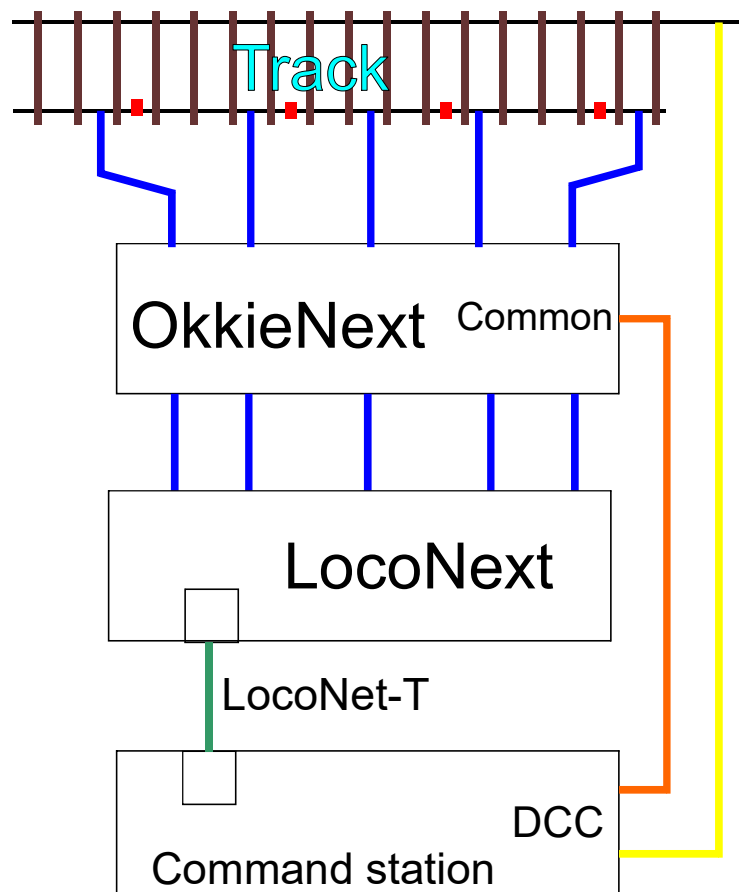 Track
OkkieNext
Common
LocoNext
LocoNet-T
DCC
Command station